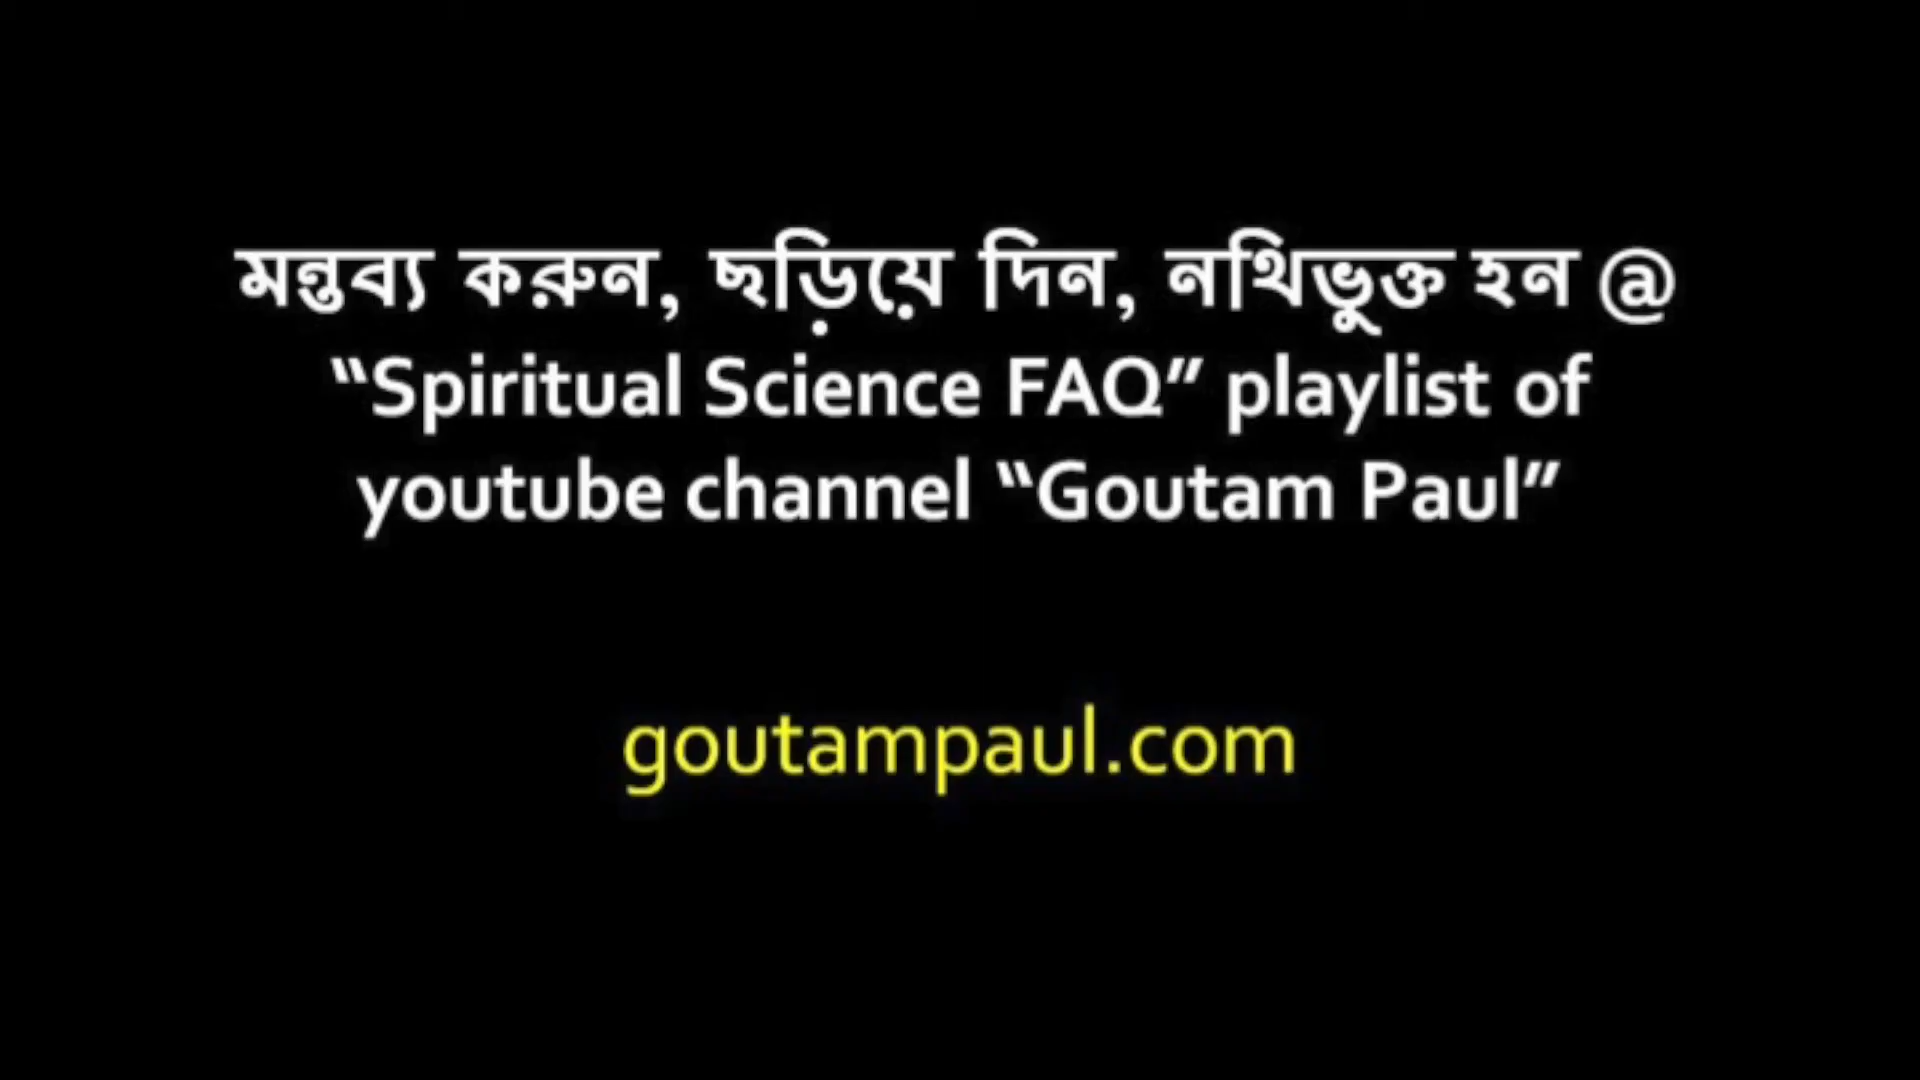 মন্তব্য করুন, ছড়িয়ে দিন, নথিভুক্ত হন @
“Spiritual Science FAQ” playlist of
youtube channel “Goutam Paul”
goutampaul.com